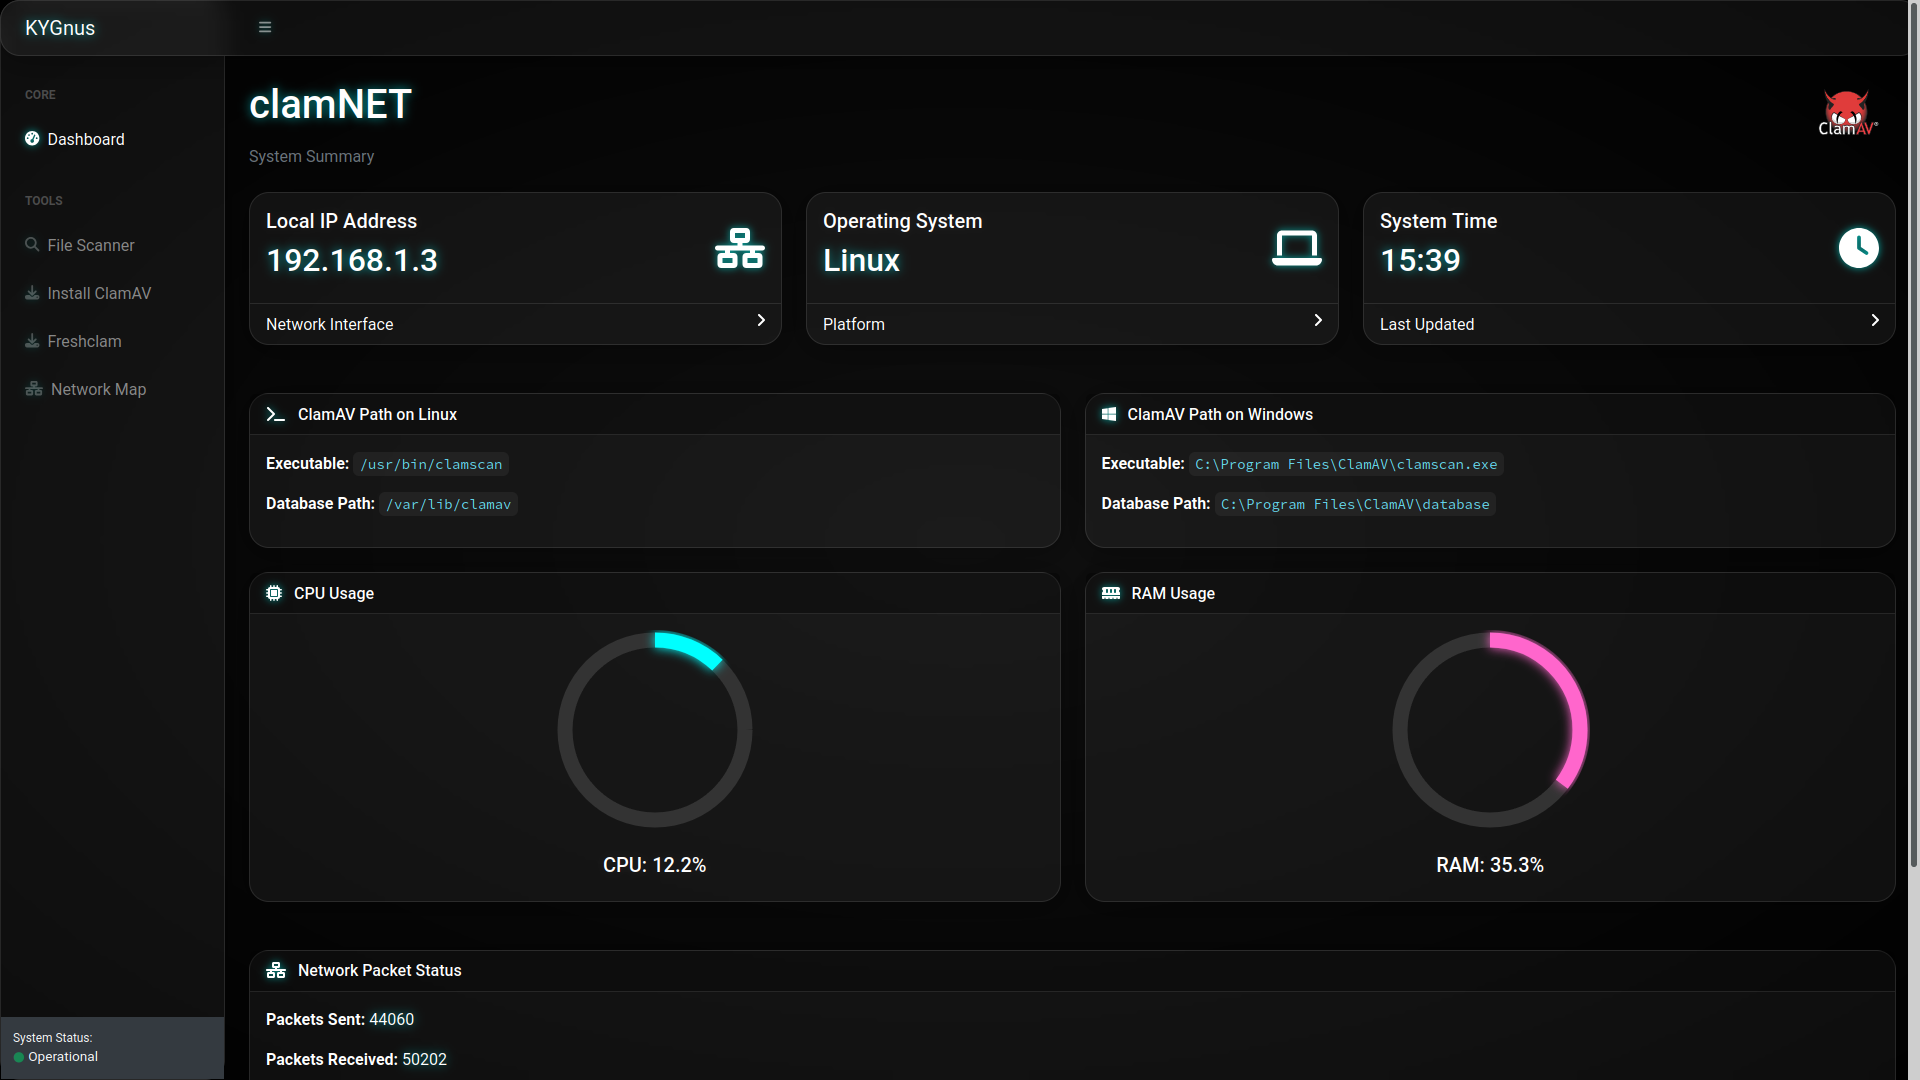 KYGnus
CORE
Dashboard
TOOLS
File Scanner
Install ClamAV
Freshclam
Network Map
System Status:
Operational
clamNET
System Summary
ClamAV®
Local IP Address
192.168.1.3
Network Interface
Operating System
Linux
Platform
System Time
15:39
Last Updated
ClamAV Path on Linux
Executable: /usr/bin/clamscan
Database Path: /var/lib/clamav
ClamAV Path on Windows
Executable: C:\Program Files\ClamAV\clamscan.exe
Database Path: C:\Program Files\ClamAV\database
CPU Usage
CPU: 12.2%
RAM Usage
RAM: 35.3%
Network Packet Status
Packets Sent: 44060
Packets Received: 50202